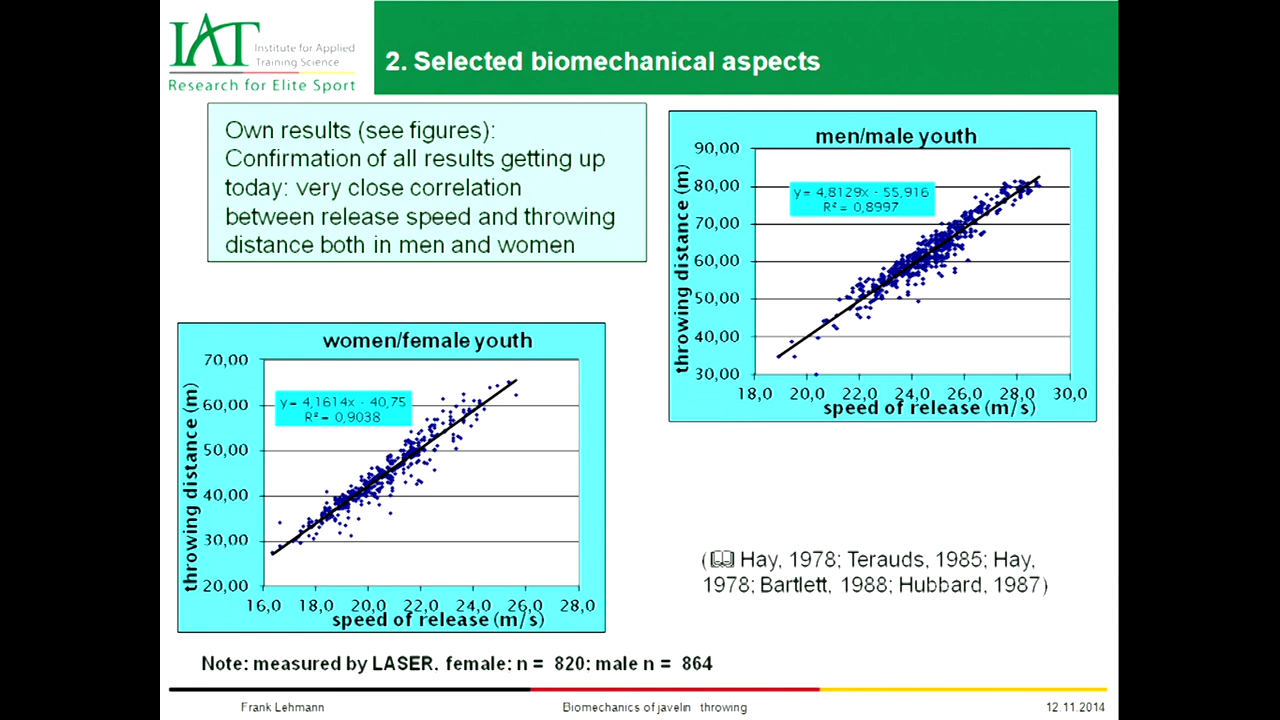 IAT
Institute for Applied
Training Science
Research for Elite Sport
2. Selected biomechanical aspects
Own results (see figures):
Confirmation of all results getting up
today: very close correlation
between release speed and throwing
distance both in men and women
men/male youth
throwing distance (m)
90,00
80,00
70,00
60,00
50,00
40,00
30,00
y = 4,8129x - 55,916
R² = 0,8997
18,0 20,0 22,0 24,0 26,0 28,0 30,0
speed of release (m/s)
women/female youth
throwing distance (m)
70,00
60,00
50,00
40,00
30,00
20,00
y = 4,1614x - 40,75
R² = 0,9038
16,0 18,0 20,0 22,0 24,0 26,0 28,0
speed of release (m/s)
(🕮 Hay, 1978; Terauds, 1985; Hay,
1978; Bartlett, 1988; Hubbard, 1987)
Note: measured by LASER. female: n = 820: male n = 864
Frank Lehmann Biomechanics of javelin throwing 12.11.2014